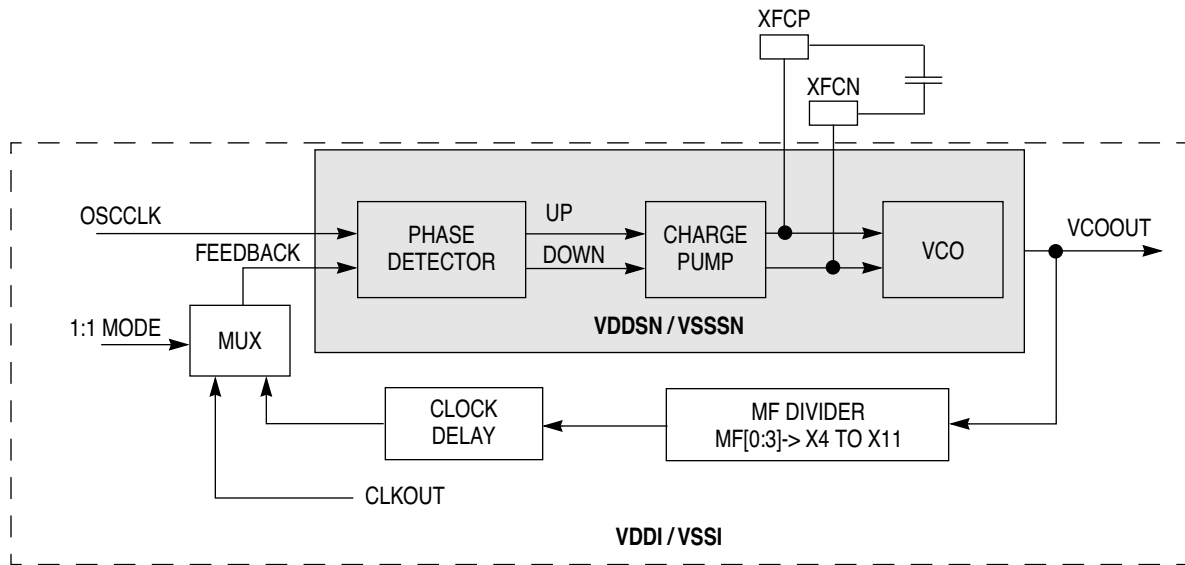 XFCP
XFCN
OSCCLK
FEEDBACK
1:1 MODE
MUX
PHASE
DETECTOR
UP
DOWN
CHARGE
PUMP
VCO
VCOOUT
VDDSN / VSSSN
CLOCK
DELAY
MF DIVIDER
MF[0:3]-> X4 TO X11
CLKOUT
VDDI / VSSI